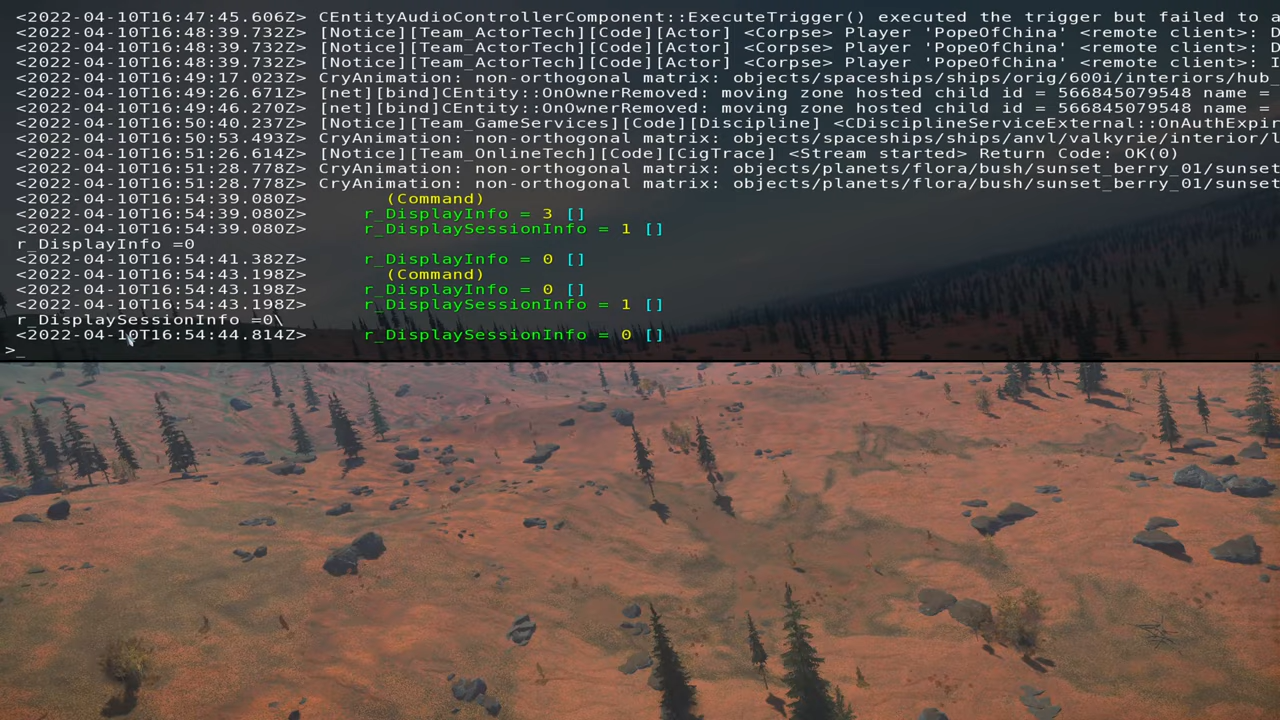 <2022-04-10T16:47:45.606Z> CEntityAudioControllerComponent::ExecuteTrigger() executed the trigger but failed to a
<2022-04-10T16:48:39.732Z> [Notice][Team_ActorTech][Code][Actor] <Corpse> Player 'PopeOfChina' <remote client>: D
<2022-04-10T16:48:39.732Z> [Notice][Team_ActorTech][Code][Actor] <Corpse> Player 'PopeOfChina' <remote client>: D
<2022-04-10T16:48:39.732Z> [Notice][Team_ActorTech][Code][Actor] <Corpse> Player 'PopeOfChina' <remote client>: I
<2022-04-10T16:49:17.023Z> CryAnimation: non-orthogonal matrix: objects/spaceships/ships/orig/600i/interiors/hub_
<2022-04-10T16:49:26.671Z> [net][bind]CEntity::OnOwnerRemoved: moving zone hosted child id = 566845079548 name =
<2022-04-10T16:49:46.270Z> [net][bind]CEntity::OnOwnerRemoved: moving zone hosted child id = 566845079548 name =
<2022-04-10T16:50:40.237Z> [Notice][Team_GameServices][Code][Discipline] <CDisciplineServiceExternal::OnAuthExpir
<2022-04-10T16:50:53.493Z> CryAnimation: non-orthogonal matrix: objects/spaceships/ships/anvl/valkyrie/interior/l
<2022-04-10T16:51:26.614Z> [Notice][Team_OnlineTech][Code][CigTrace] <Stream started> Return Code: OK(0)
<2022-04-10T16:51:28.778Z> CryAnimation: non-orthogonal matrix: objects/planets/flora/bush/sunset_berry_01/sunset
<2022-04-10T16:51:28.778Z> CryAnimation: non-orthogonal matrix: objects/planets/flora/bush/sunset_berry_01/sunset
<2022-04-10T16:54:39.080Z> (Command)
<2022-04-10T16:54:39.080Z> r_DisplayInfo = 3 []
<2022-04-10T16:54:39.080Z> r_DisplaySessionInfo = 1 []
r_DisplayInfo =0
<2022-04-10T16:54:41.382Z> r_DisplayInfo = 0 []
<2022-04-10T16:54:43.198Z> (Command)
<2022-04-10T16:54:43.198Z> r_DisplayInfo = 0 []
<2022-04-10T16:54:43.198Z> r_DisplaySessionInfo = 1 []
r_DisplaySessionInfo =0\
<2022-04-10T16:54:44.814Z> r_DisplaySessionInfo = 0 []
>_